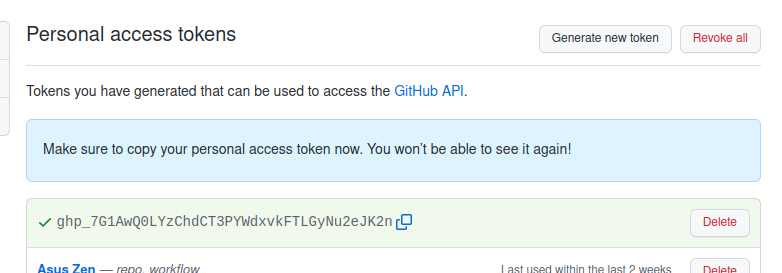 Personal access tokens
Generate new token
Revoke all
Tokens you have generated that can be used to access the GitHub API.
Make sure to copy your personal access token now. You won't be able to see it again!
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
Delete
Asus Zen — repo, workflow
Last used within the last 2 weeks
Delete